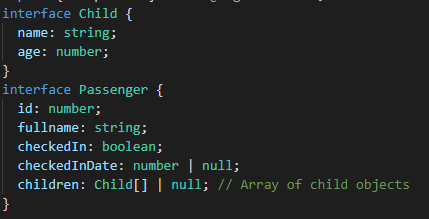 interface Child {
  name: string;
  age: number;
}
interface Passenger {
  id: number;
  fullname: string;
  checkedIn: boolean;
  checkedInDate: number | null;
  children: Child[] | null; // Array of child objects
}